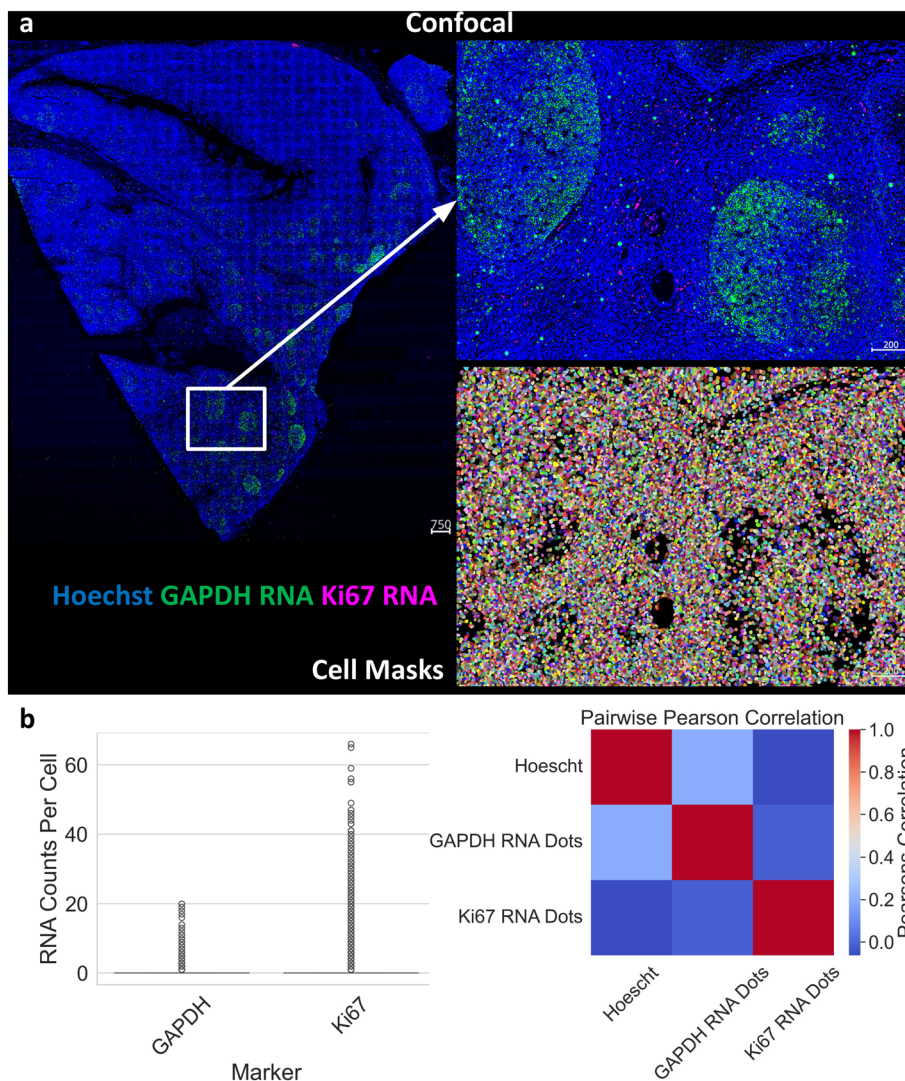 a
Confocal
200
750
Hoechst GAPDH RNA Ki67 RNA
Cell Masks
b
RNA Counts Per Cell
60
40
20
0
GAPDH
Ki67
Marker
Pairwise Pearson Correlation
Hoescht
GAPDH RNA Dots
Ki67 RNA Dots
Hoescht
GAPDH RNA Dots
Ki67 RNA Dots
1.0
0.8
0.6
0.4
0.2
0.0
Pearsons Correlation